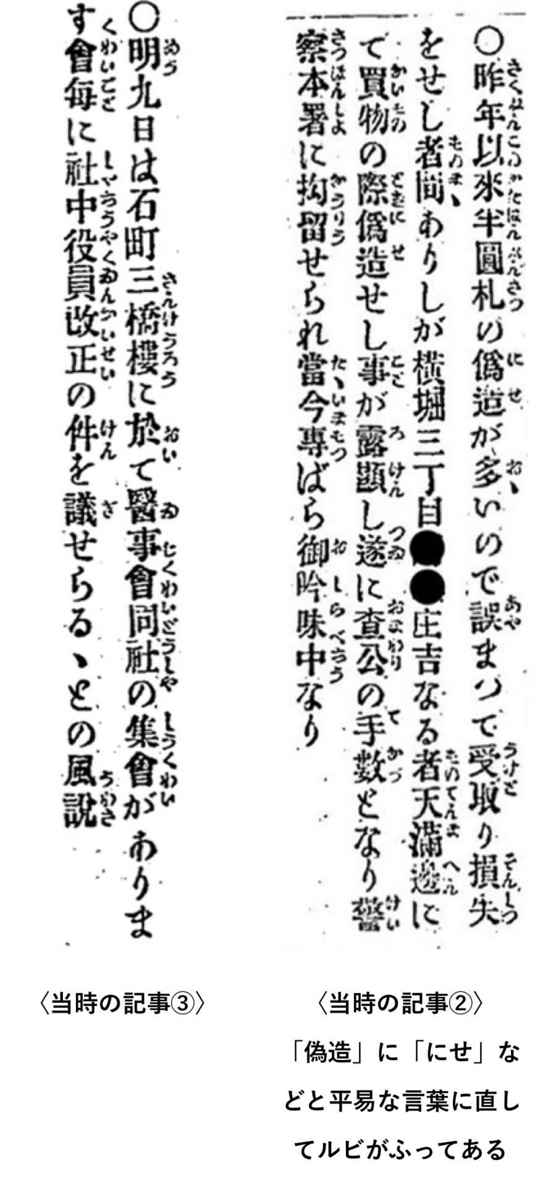 〇昨年以來半圓札の僞造が多いので誤まつて受取り損失
をせし者間ありしが橫堀三丁目●●庄吉なる者天滿邊に
て買物の際僞造せし事が露顯し遂に査公の手數となり警
察本署に拘留せられ當今專ばら御吟味中なり
〈当時の記事②〉
「偽造」に「にせ」な
どと平易な言葉に直し
てルビがふってある
〇明九日は石町三橋樓に於て醫事會同社の集會がありま
す會每に社中役員改正の件を議せらるゝとの風說
〈当時の記事③〉